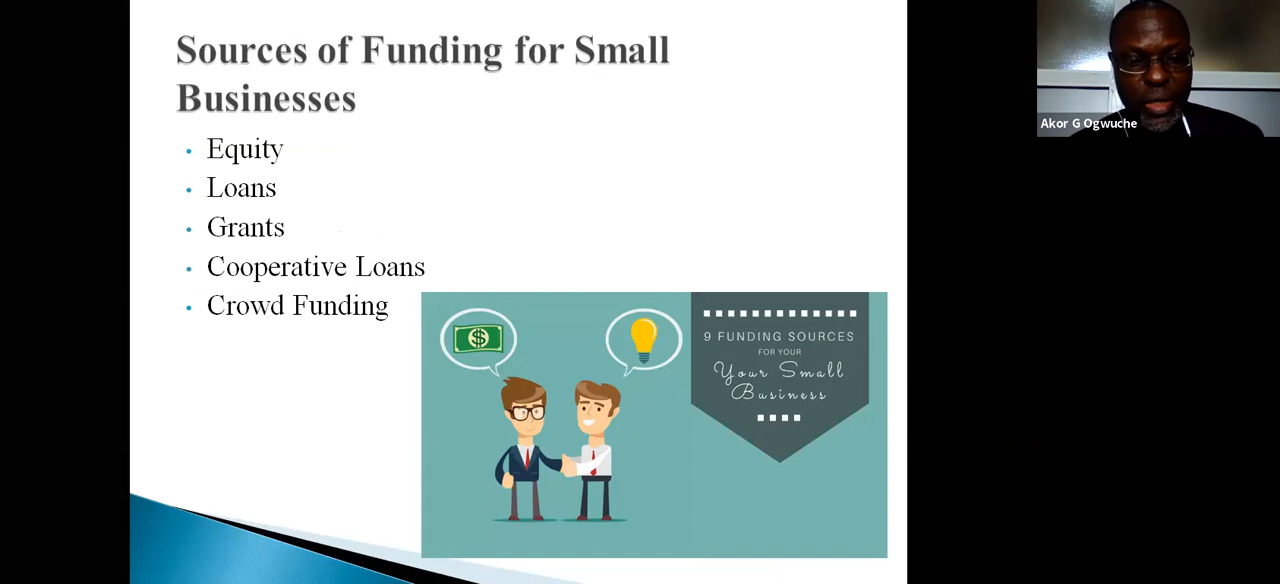 Sources of Funding for Small
Businesses
• Equity
• Loans
• Grants
• Cooperative Loans
• Crowd Funding
$
9 FUNDING SOURCES
FOR YOUR
Your Small
Business
Akor G Ogwuche